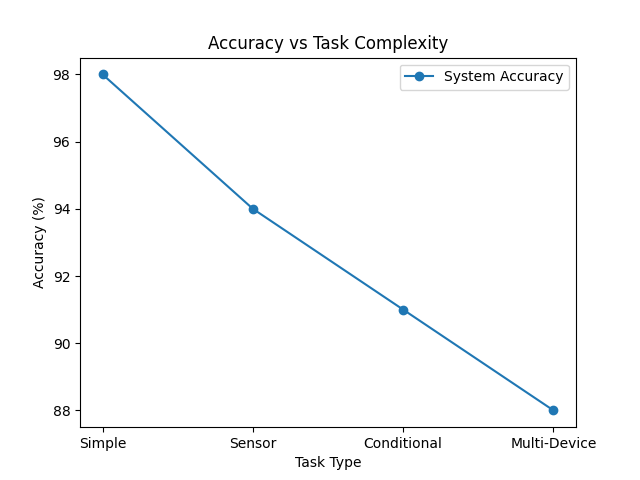 Accuracy vs Task Complexity
System Accuracy
Accuracy (%)
98
96
94
92
90
88
Simple Sensor Conditional Multi-Device
Task Type